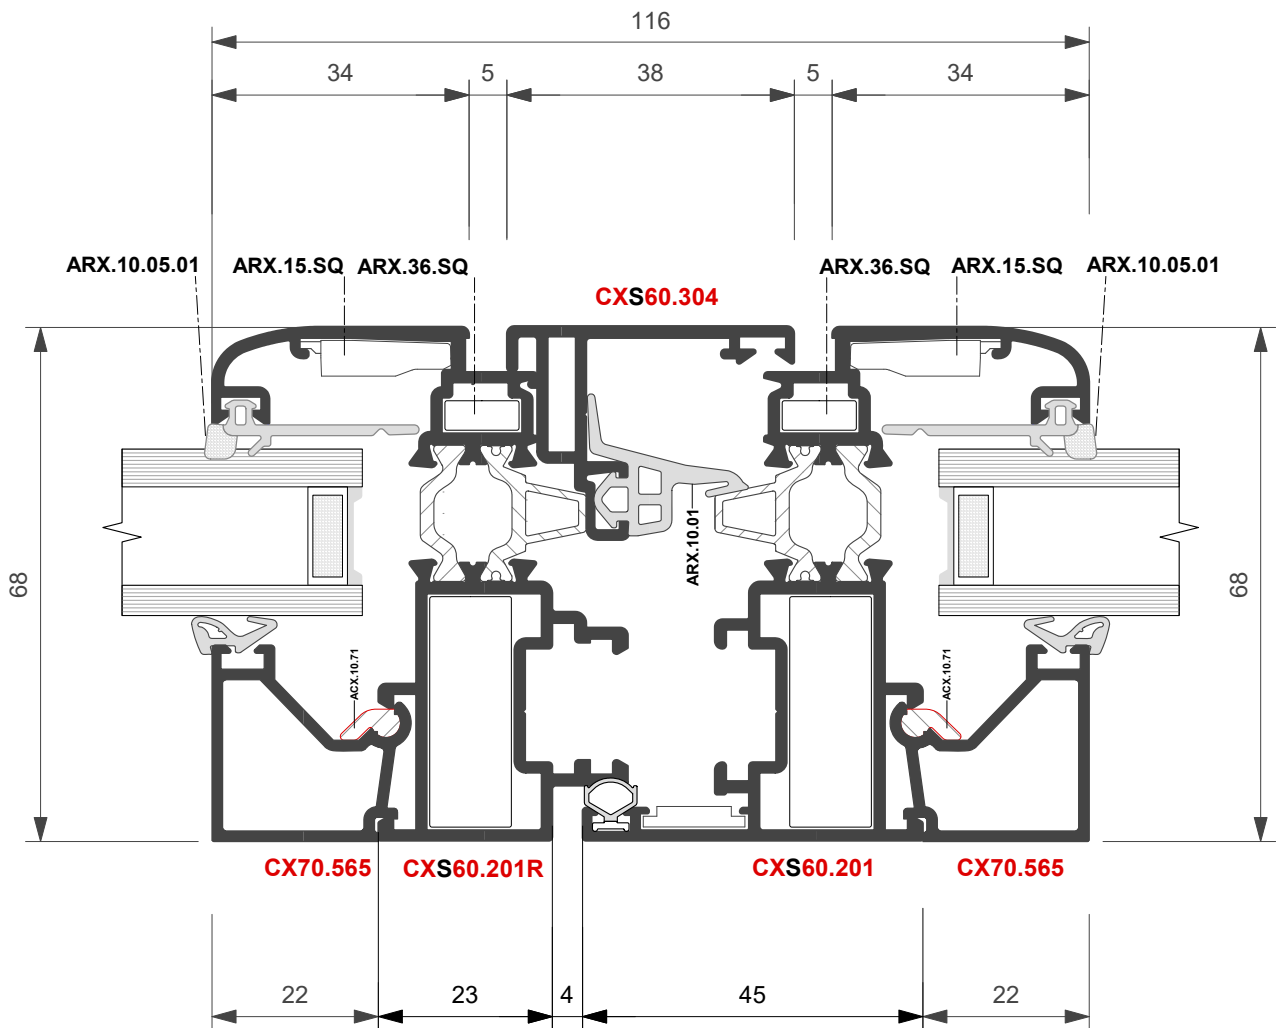 116
34 5 38 5 34
ARX.10.05.01 ARX.15.SQ ARX.36.SQ ARX.36.SQ ARX.15.SQ ARX.10.05.01
CXS60.304
ARX.10.01
68 68
ACX.10.71 ACX.10.71
CX70.565 CXS60.201R CXS60.201 CX70.565
22 23 4 45 22